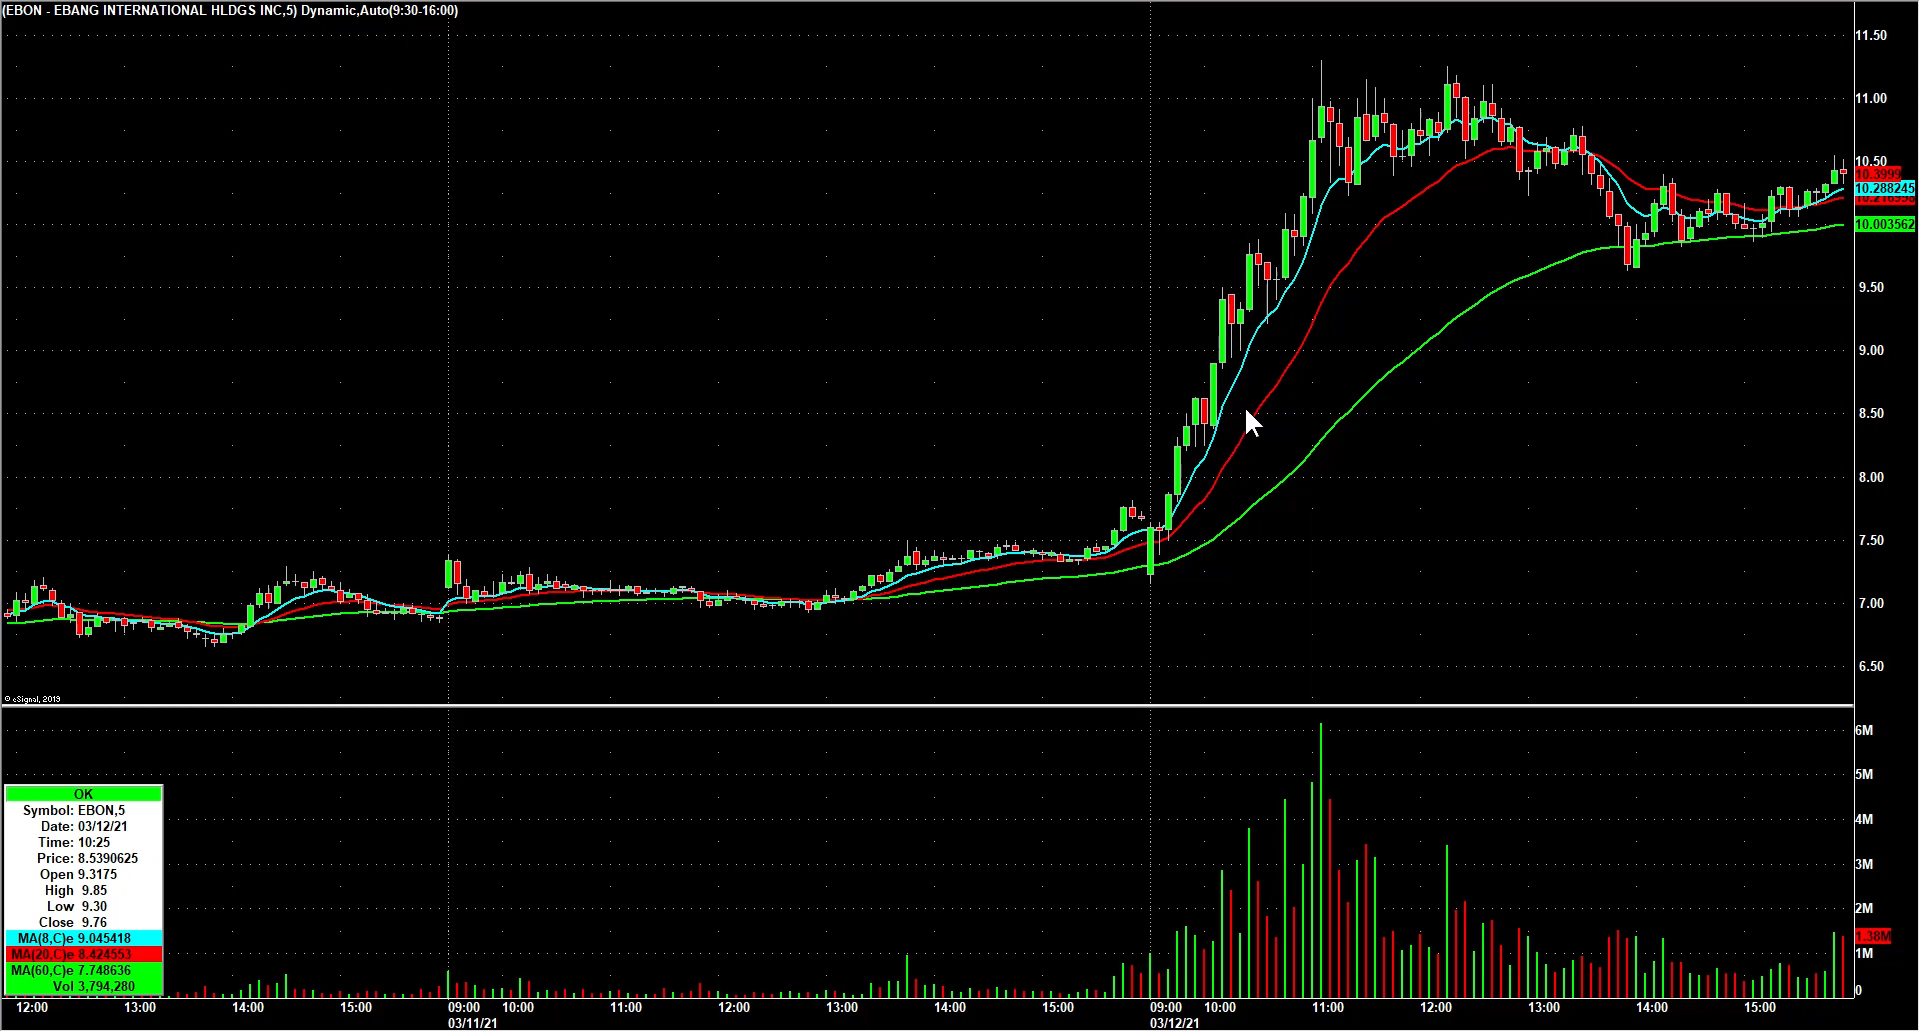 (EBON - EBANG INTERNATIONAL HLDGS INC,5) Dynamic,Auto(9:30-16:00)
11.50
11.00
10.50
10.3999
10.288245
10.003562
9.50
9.00
8.50
8.00
7.50
7.00
6.50
© eSignal, 2019
6M
5M
4M
3M
2M
1.38M
1M
0
OK
Symbol: EBON,5
Date: 03/12/21
Time: 10:25
Price: 8.5390625
Open 9.3175
High 9.85
Low 9.30
Close 9.76
MA(8,C)e 9.045418
MA(20,C)e 8.424553
MA(60,C)e 7.748636
Vol 3,794,280
12:00 13:00 14:00 15:00 09:00 10:00 11:00 12:00 13:00 14:00 15:00 09:00 10:00 11:00 12:00 13:00 14:00 15:00
03/11/21 03/12/21